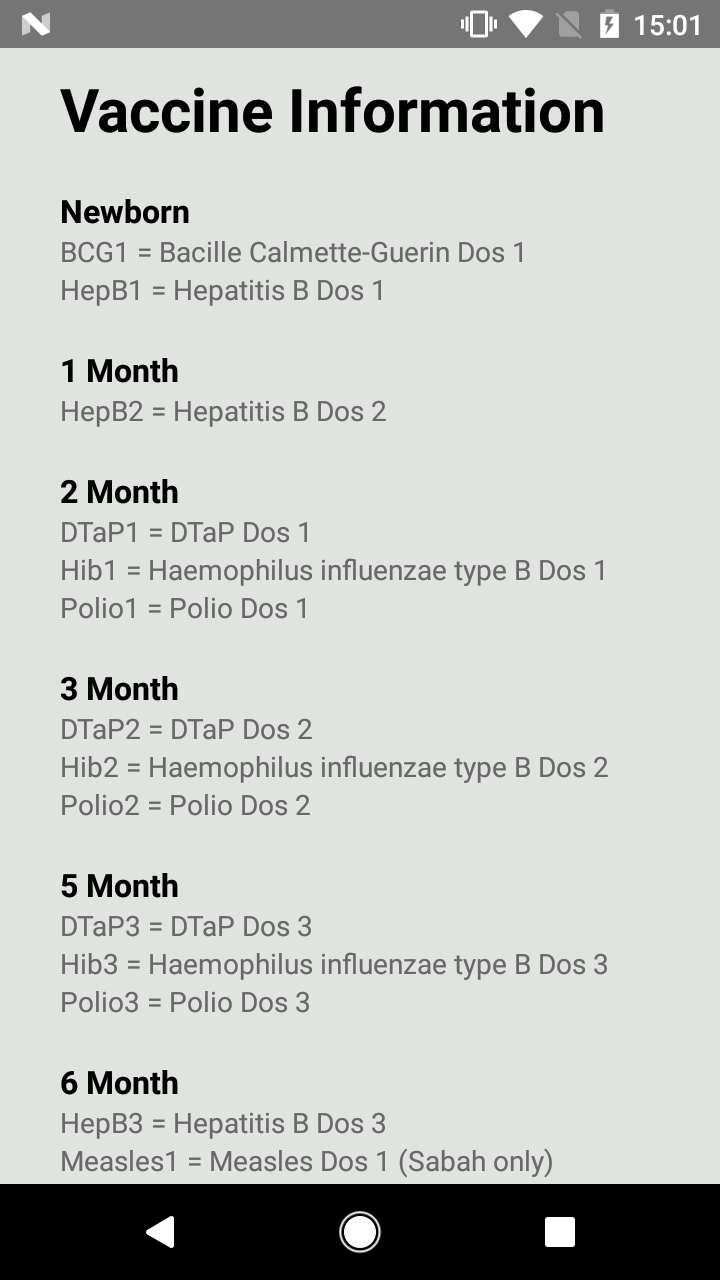 15:01
Vaccine Information
Newborn
BCG1 = Bacille Calmette-Guerin Dos 1
HepB1 = Hepatitis B Dos 1
1 Month
HepB2 = Hepatitis B Dos 2
2 Month
DTaP1 = DTaP Dos 1
Hib1 = Haemophilus influenzae type B Dos 1
Polio1 = Polio Dos 1
3 Month
DTaP2 = DTaP Dos 2
Hib2 = Haemophilus influenzae type B Dos 2
Polio2 = Polio Dos 2
5 Month
DTaP3 = DTaP Dos 3
Hib3 = Haemophilus influenzae type B Dos 3
Polio3 = Polio Dos 3
6 Month
HepB3 = Hepatitis B Dos 3
Measles1 = Measles Dos 1 (Sabah only)